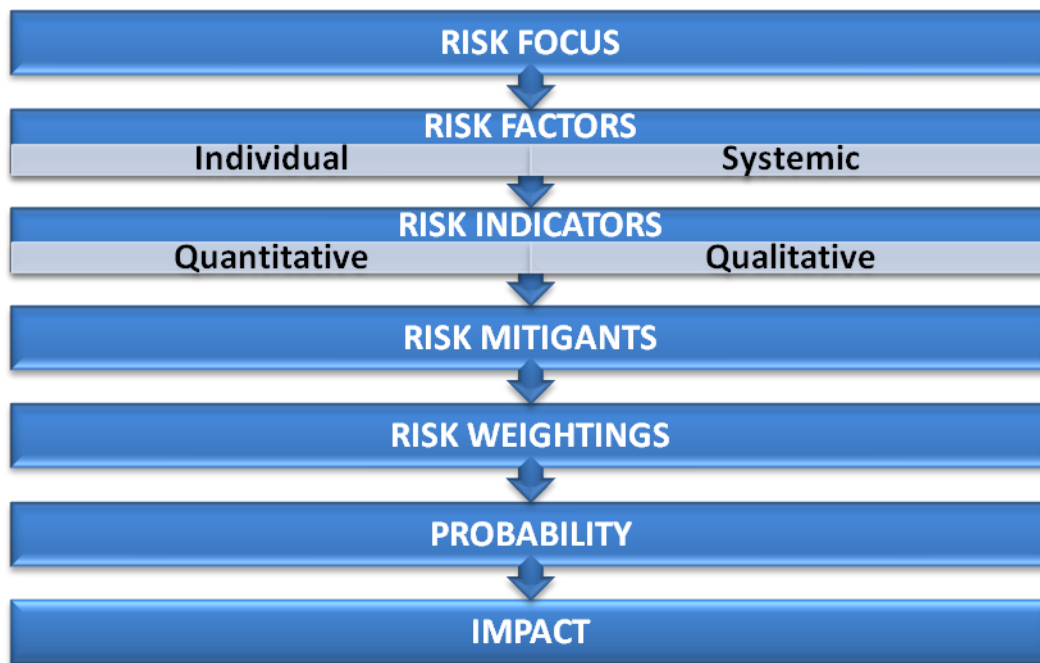 RISK FOCUS
RISK FACTORS
Individual Systemic
RISK INDICATORS
Quantitative Qualitative
RISK MITIGANTS
RISK WEIGHTINGS
PROBABILITY
IMPACT